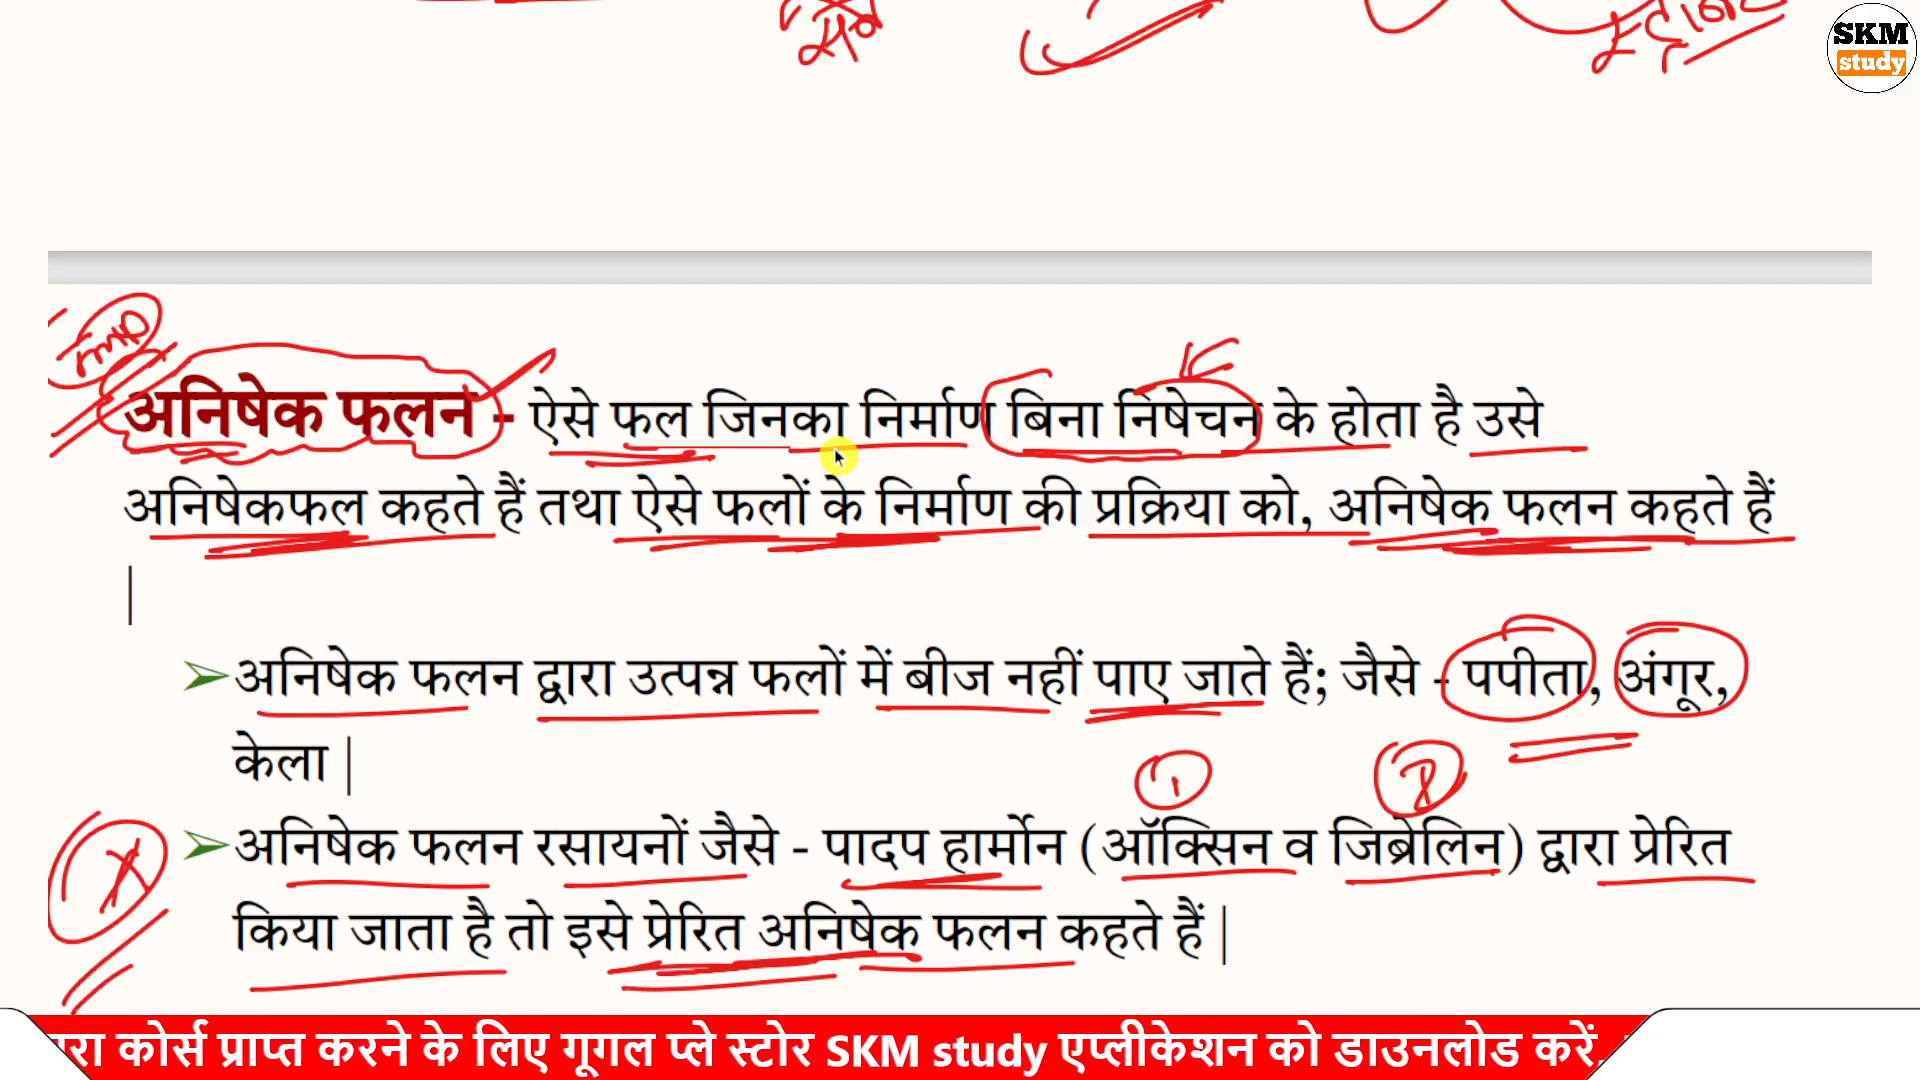 SKM
study
Imp
अनिषेक फलन - ऐसे फल जिनका निर्माण बिना निषेचन के होता है उसे
अनिषेकफल कहते हैं तथा ऐसे फलों के निर्माण की प्रक्रिया को, अनिषेक फलन कहते हैं
|
➢ अनिषेक फलन द्वारा उत्पन्न फलों में बीज नहीं पाए जाते हैं; जैसे - पपीता, अंगूर,
केला |
➢ अनिषेक फलन रसायनों जैसे - पादप हार्मोन (ऑक्सिन व जिब्रेलिन) द्वारा प्रेरित
किया जाता है तो इसे प्रेरित अनिषेक फलन कहते हैं |
कोर्स प्राप्त करने के लिए गूगल प्ले स्टोर SKM study एप्लीकेशन को डाउनलोड करें.